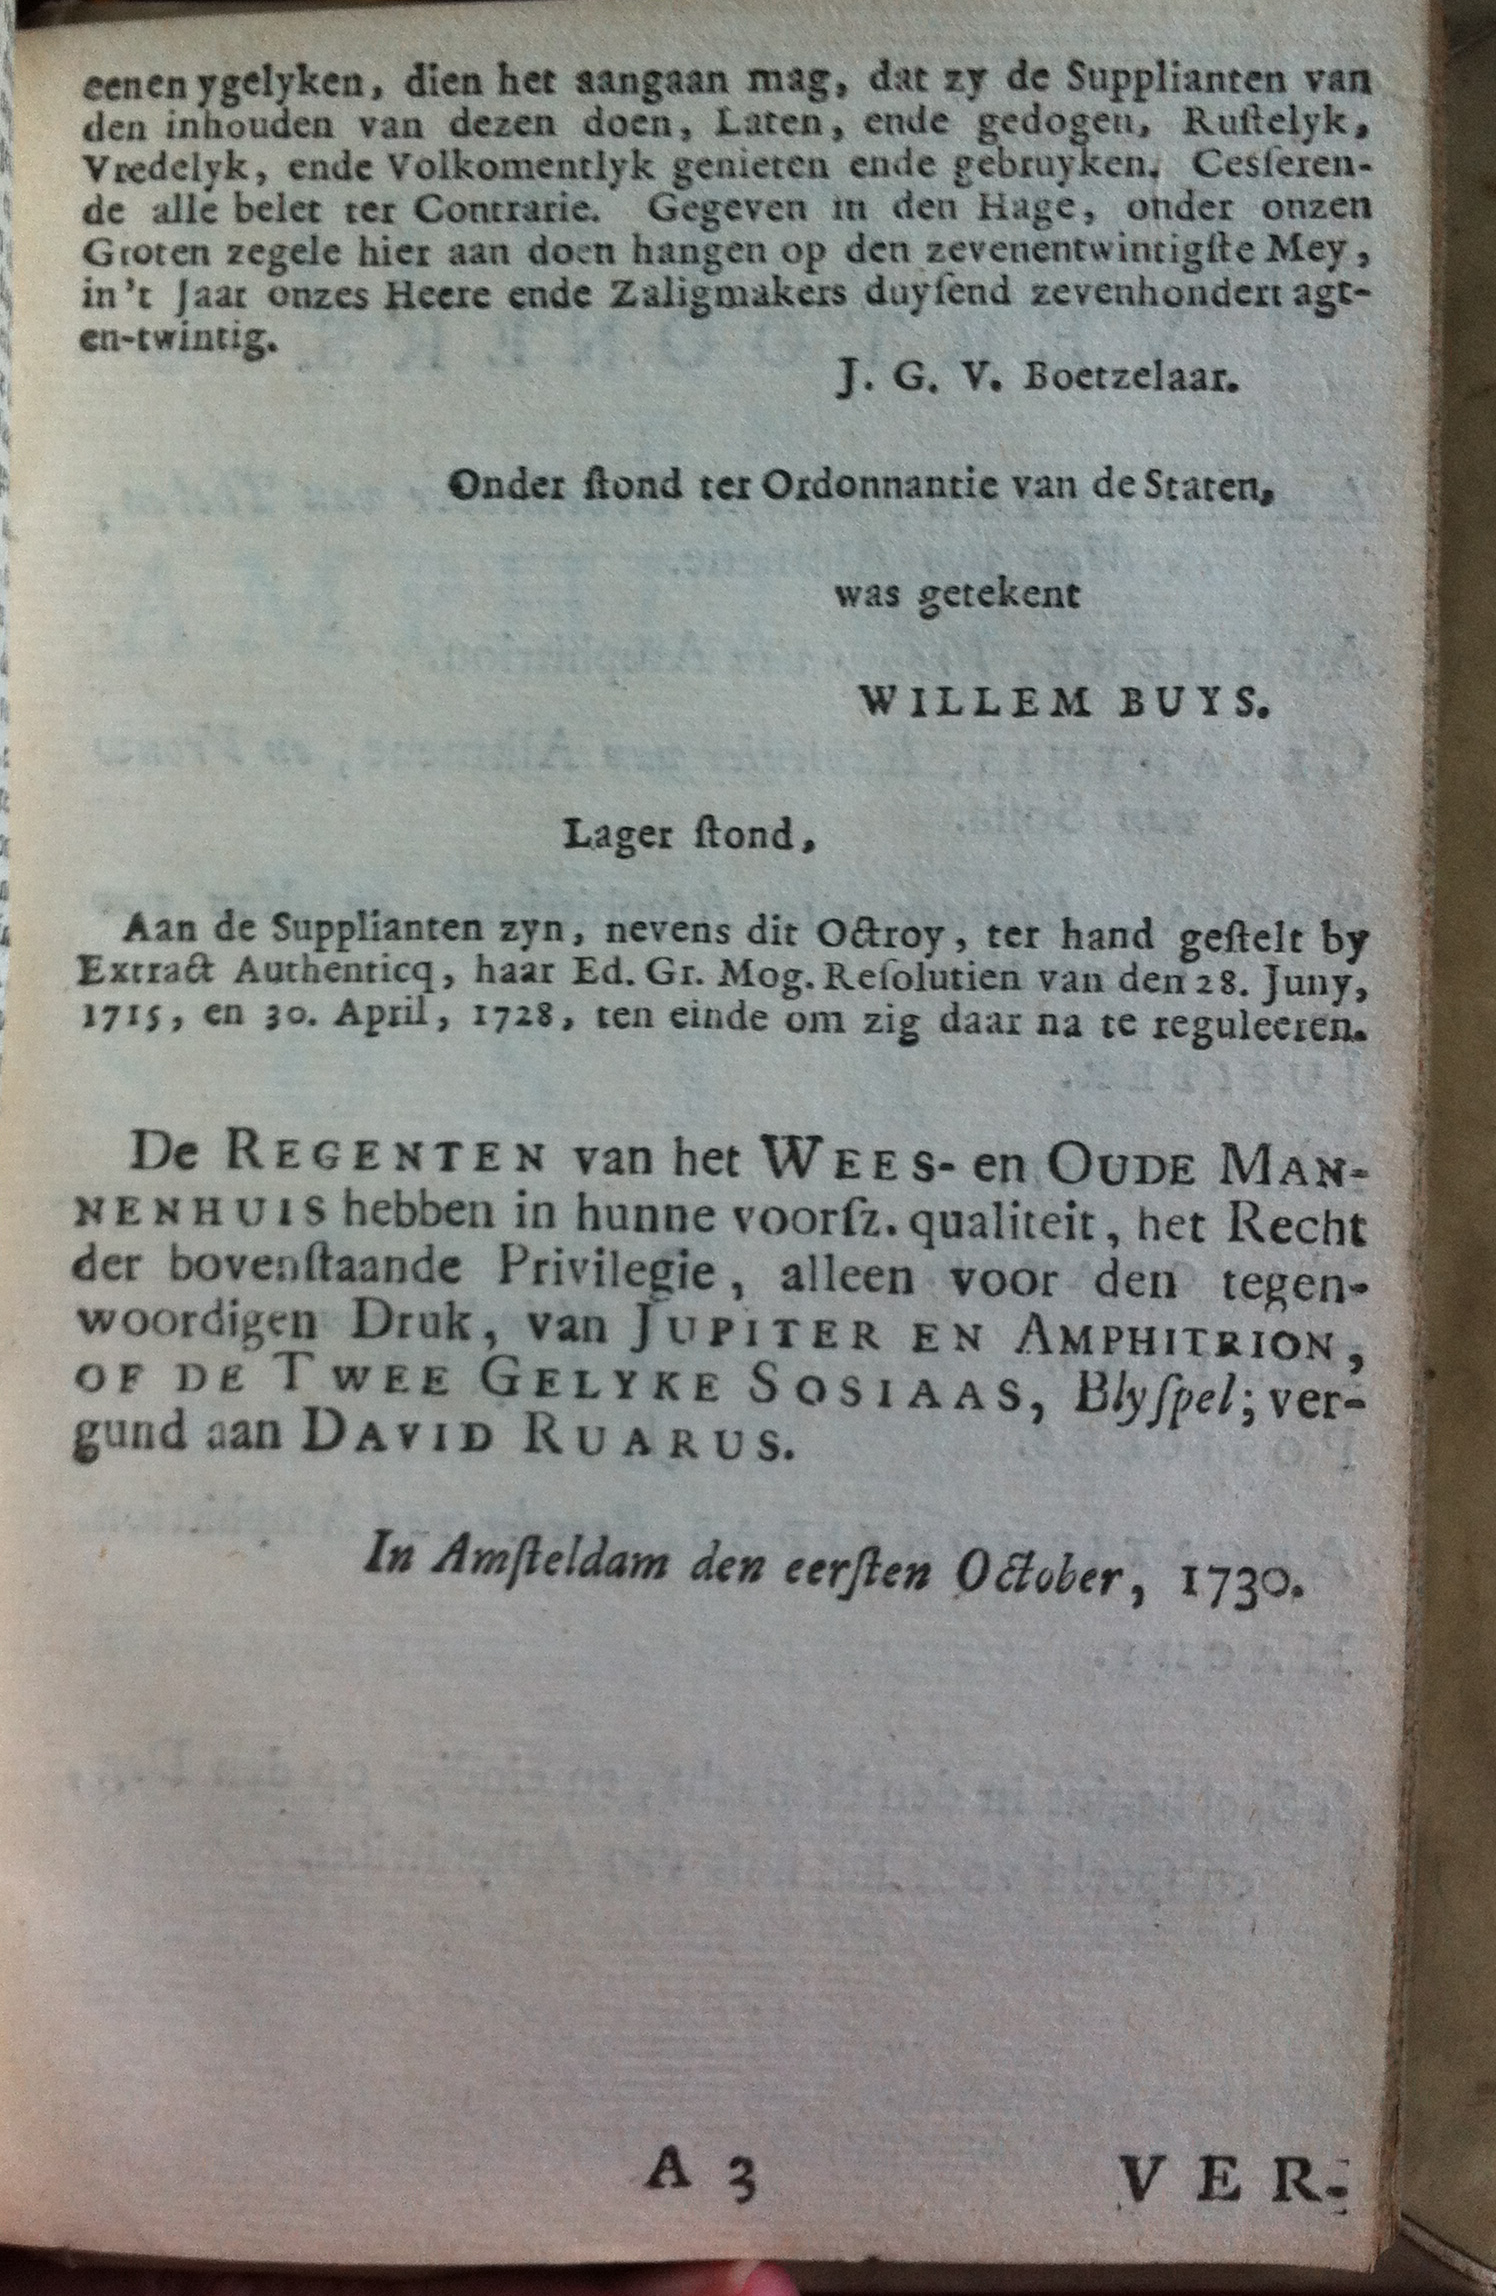 eenen ygelyken, dien het aangaan mag, dat zy de Supplianten van
den inhouden van dezen doen, Laten, ende gedogen, Ruſtelyk,
Vredelyk, ende Volkomentlyk genieten ende gebruyken. Cesſeren-
de alle belet ter Contrarie. Gegeven in den Hage, onder onzen
Groten zegele hier aan doen hangen op den zevenentwintigſte Mey,
in 't Jaar onzes Heere ende Zaligmakers duyſend zevenhondert agt-
en-twintig.
J. G. V. Boetzelaar.
Onder ſtond ter Ordonnantie van de Staten,
was getekent
WILLEM BUYS.
Lager ſtond,
Aan de Supplianten zyn, nevens dit Octroy, ter hand geſtelt by
Extract Authenticq, haar Ed. Gr. Mog. Reſolutien van den 28. Juny,
1715, en 30. April, 1728, ten einde om zig daar na te reguleeren.
De REGENTEN van het WEES- en OUDE MAN-
NENHUIS hebben in hunne voorſz. qualiteit, het Recht
der bovenſtaande Privilegie, alleen voor den tegen-
woordigen Druk, van JUPITER EN AMPHITRION,
OF DE TWEE GELYKE SOSIAAS, Blyſpel; ver-
gund aan DAVID RUARUS.
In Amſteldam den eerſten October, 1730.
A 3 VER-